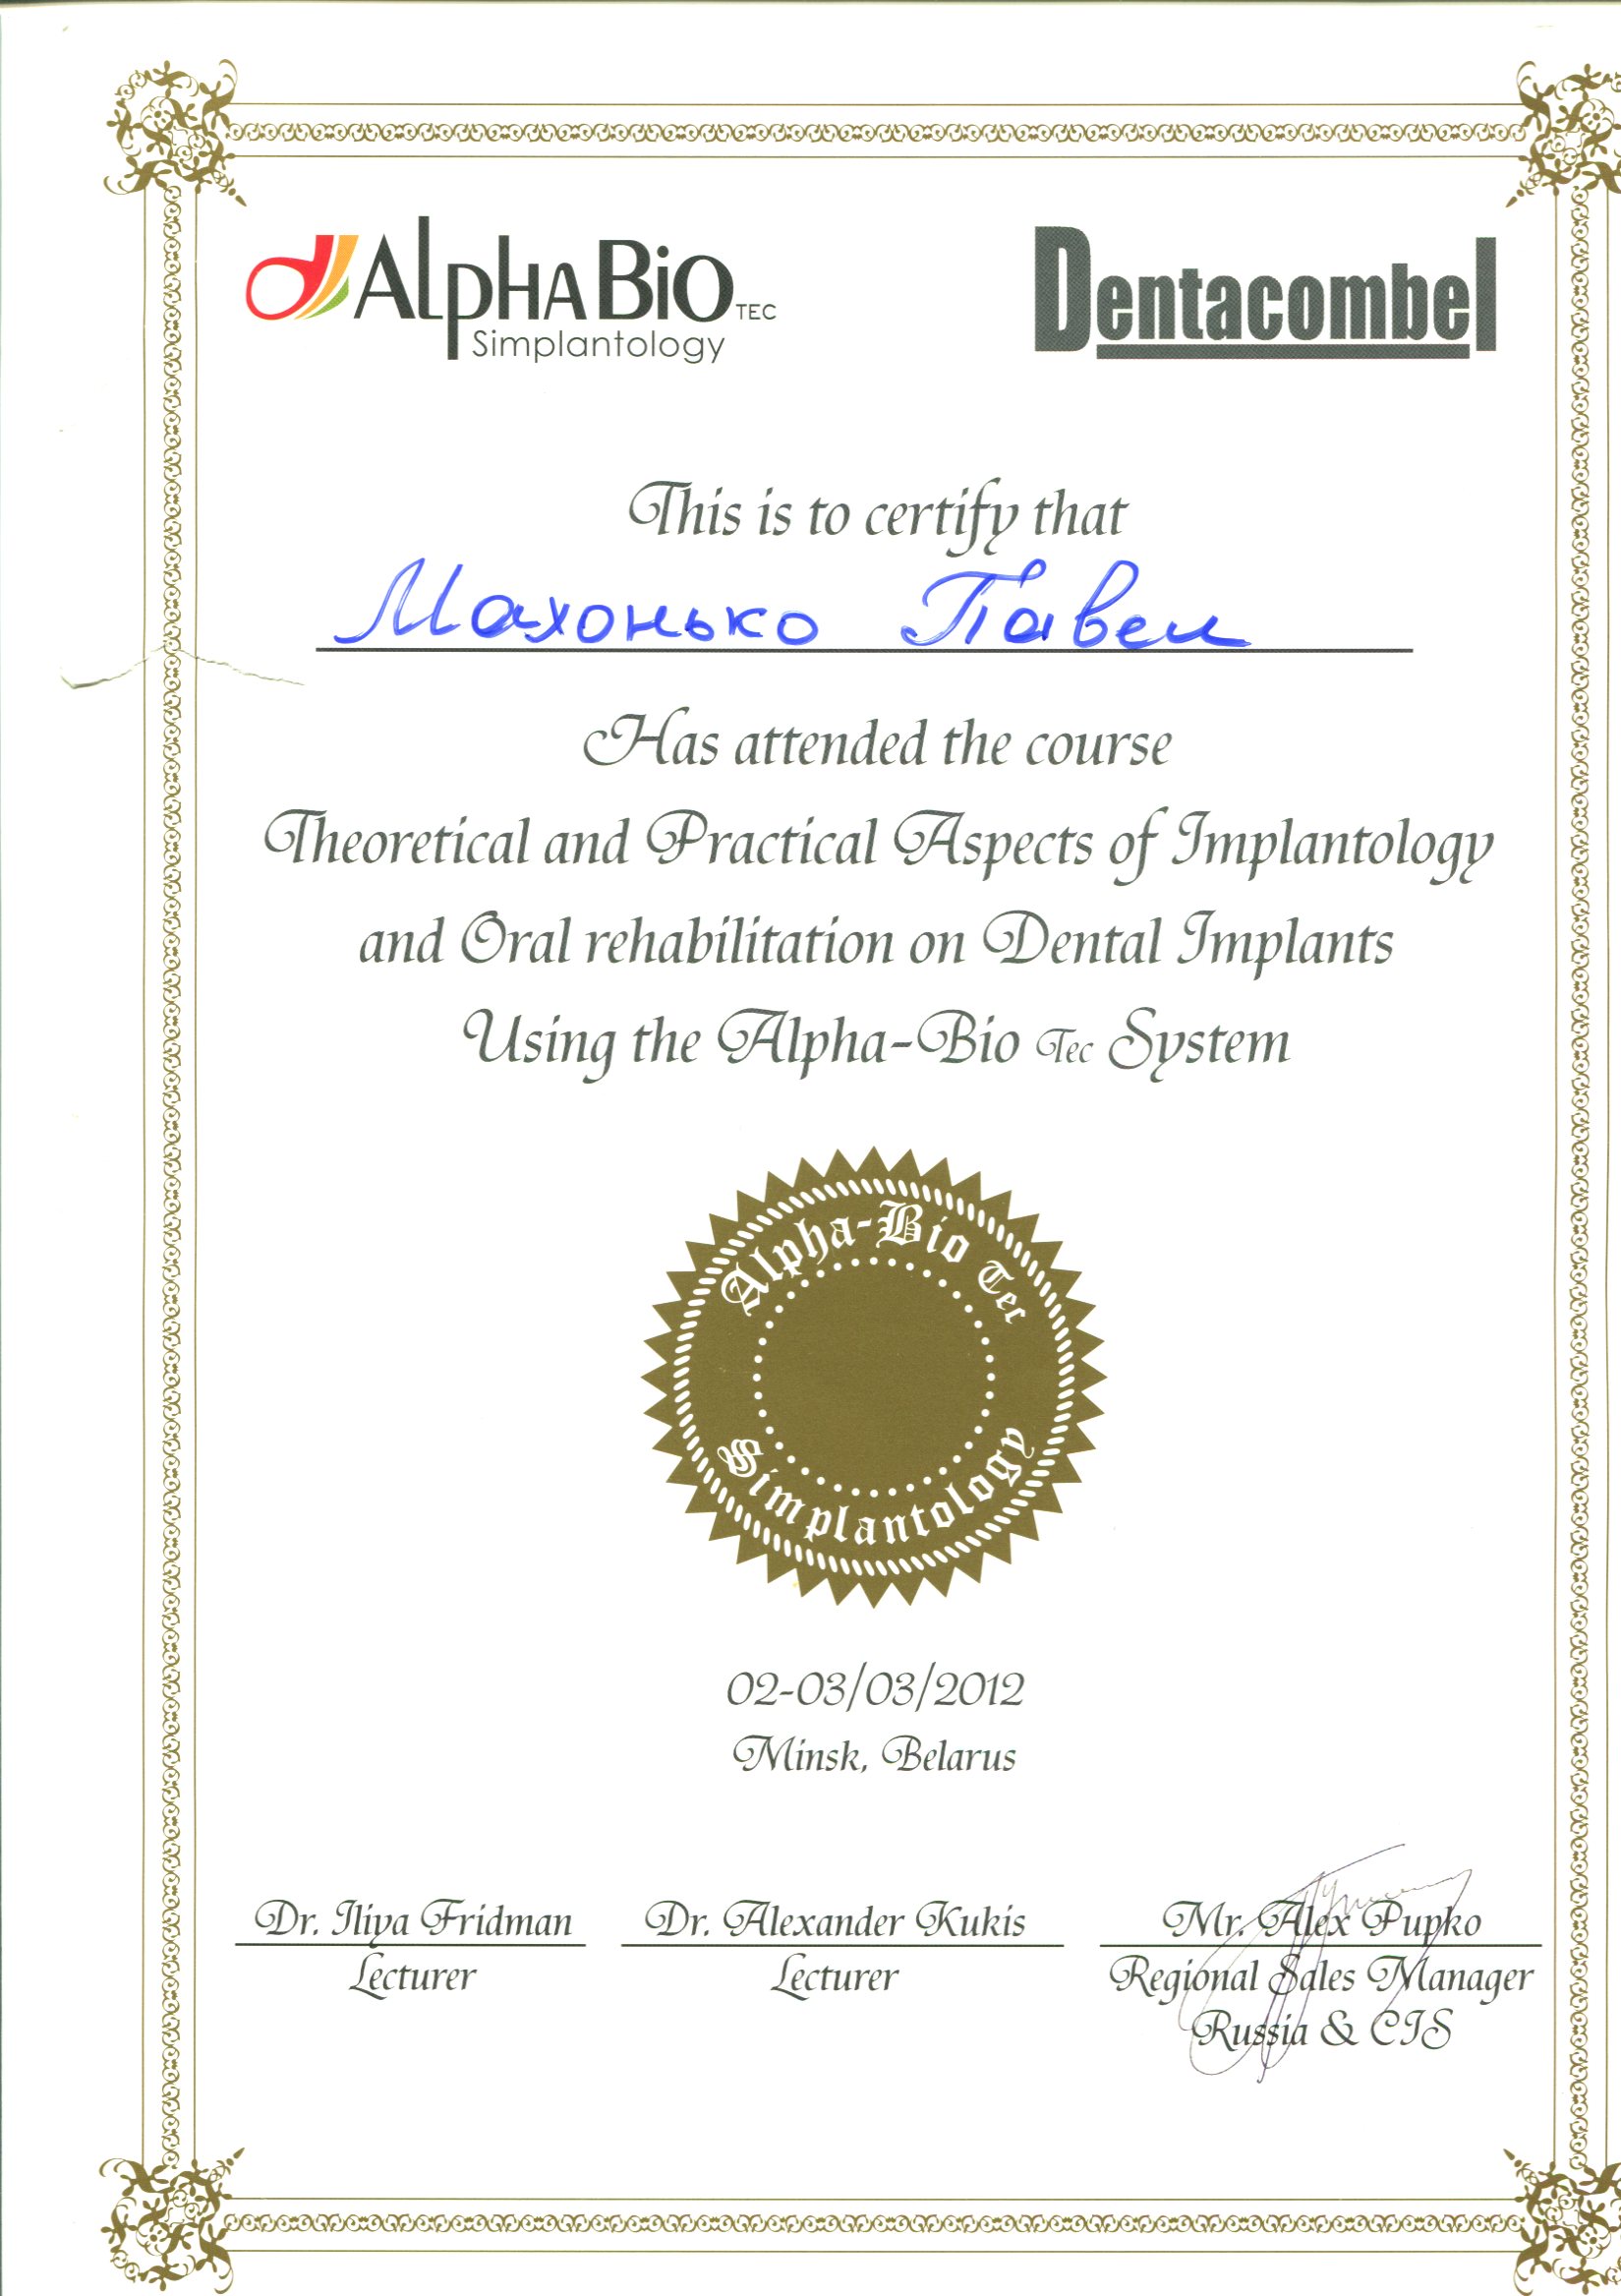 Alpha Bio TEC
Simplantology
Dentacombel
This is to certify that
Махонько Павел
Has attended the course
Theoretical and Practical Aspects of Implantology
and Oral rehabilitation on Dental Implants
Using the Alpha-Bio Tec System
Alpha-Bio Tec
Simplantology
02-03/03/2012
Minsk, Belarus
Dr. Iliya Fridman
Lecturer
Dr. Alexander Kukis
Lecturer
Mr. Alex Pupko
Regional Sales Manager
Russia & CIS